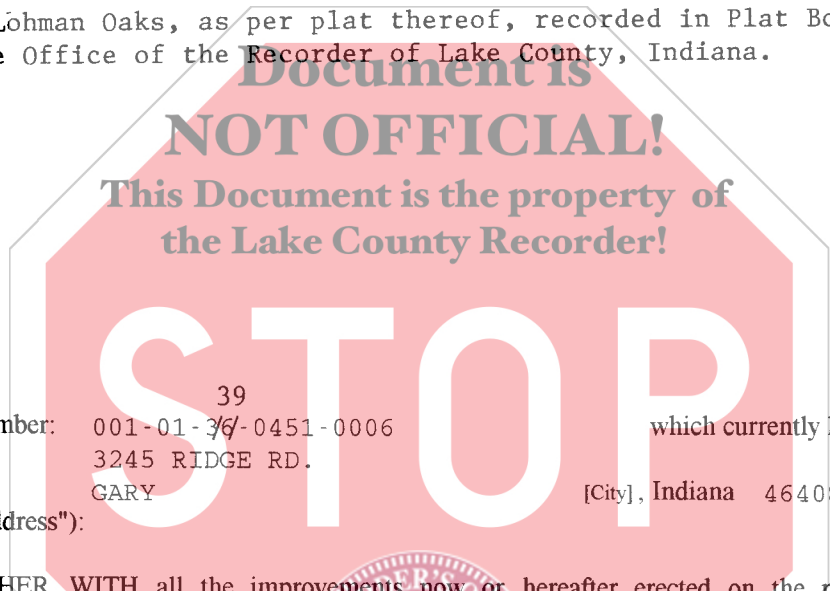 Lohman Oaks, as per plat thereof, recorded in Plat Bo
e Office of the Recorder of Lake County, Indiana.
Document is
NOT OFFICIAL!
This Document is the property of
the Lake County Recorder!
STOP
39
mber: 001-01-36-0451-0006 which currently
3245 RIDGE RD.
GARY [City], Indiana 46408
ddress"):
HER WITH all the improvements now or hereafter erected on the
DER'S O